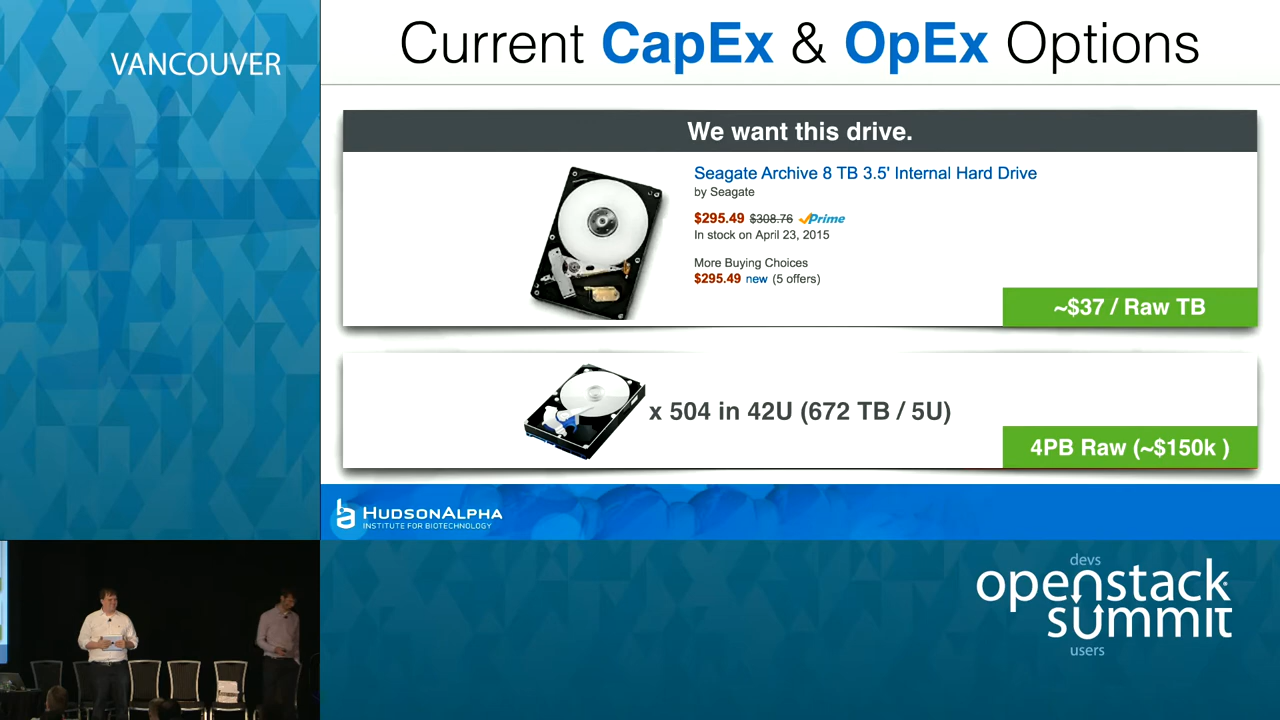 VANCOUVER
Current CapEx & OpEx Options
We want this drive.
Seagate Archive 8 TB 3.5' Internal Hard Drive
by Seagate
$295.49 $308.76 Prime
In stock on April 23, 2015
More Buying Choices
$295.49 new (5 offers)
~$37 / Raw TB
x 504 in 42U (672 TB / 5U)
4PB Raw (~$150k )
HUDSONALPHA
INSTITUTE FOR BIOTECHNOLOGY
devs
openstack
summit
users